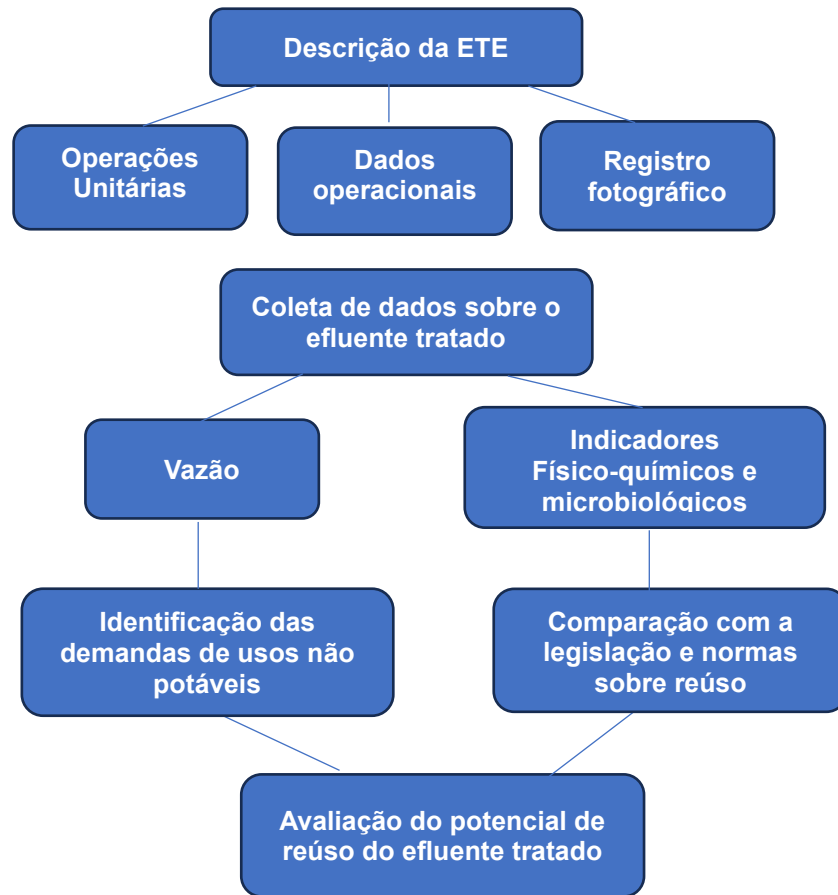 Descrição da ETE
Operações
Unitárias
Dados
operacionais
Registro
fotográfico
Coleta de dados sobre o
efluente tratado
Vazão
Indicadores
Físico-químicos e
microbiológicos
Identificação das
demandas de usos não
potáveis
Comparação com a
legislação e normas
sobre reúso
Avaliação do potencial de
reúso do efluente tratado